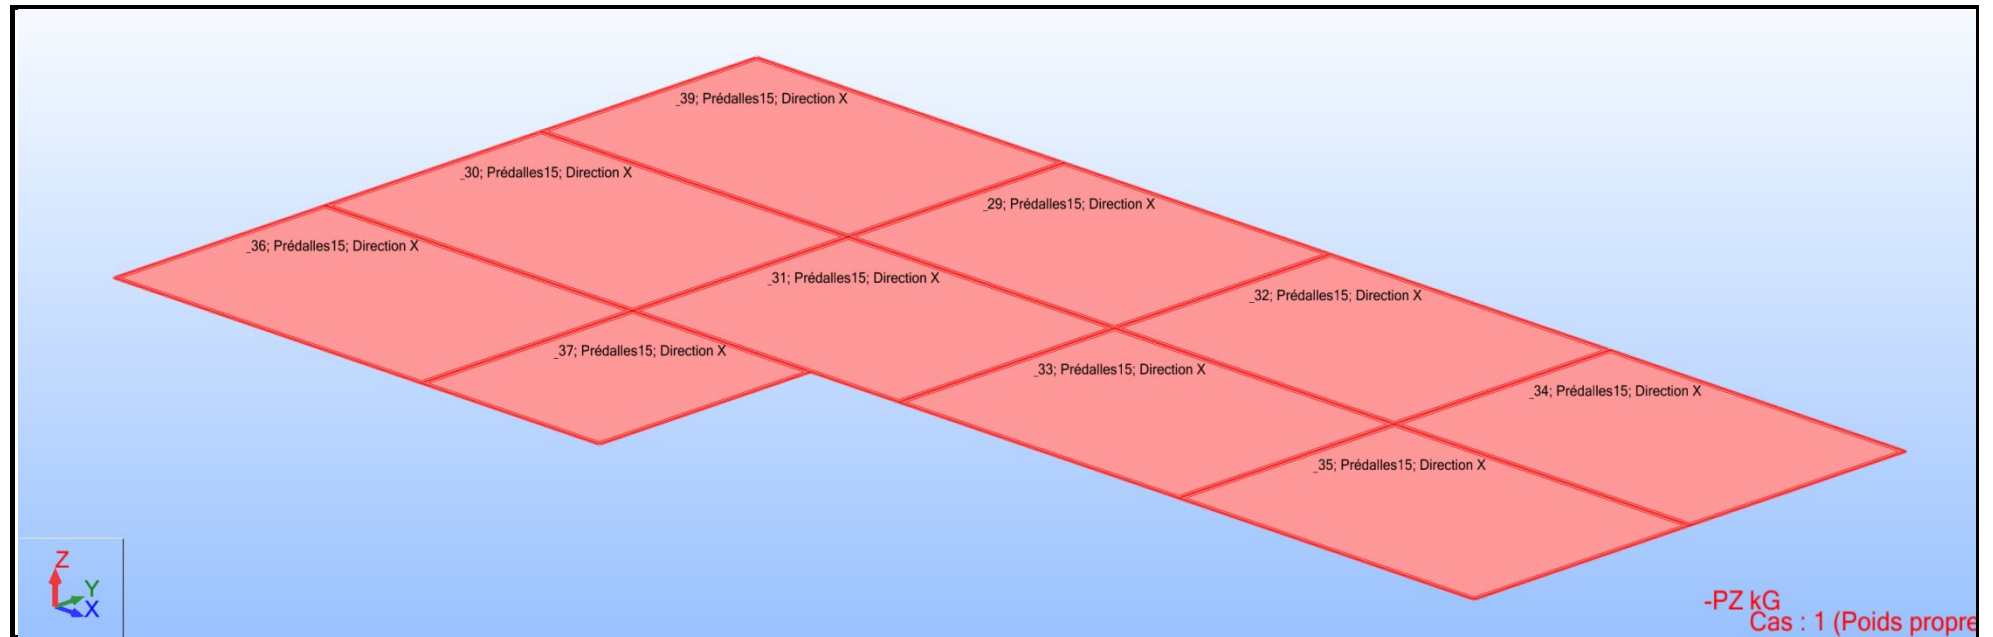 _39; Prédalles15; Direction X
_30; Prédalles15; Direction X
_29; Prédalles15; Direction X
_36; Prédalles15; Direction X
_31; Prédalles15; Direction X
_32; Prédalles15; Direction X
_37; Prédalles15; Direction X
_33; Prédalles15; Direction X
_34; Prédalles15; Direction X
_35; Prédalles15; Direction X
Z
Y
X
-PZ kG
Cas : 1 (Poids propre